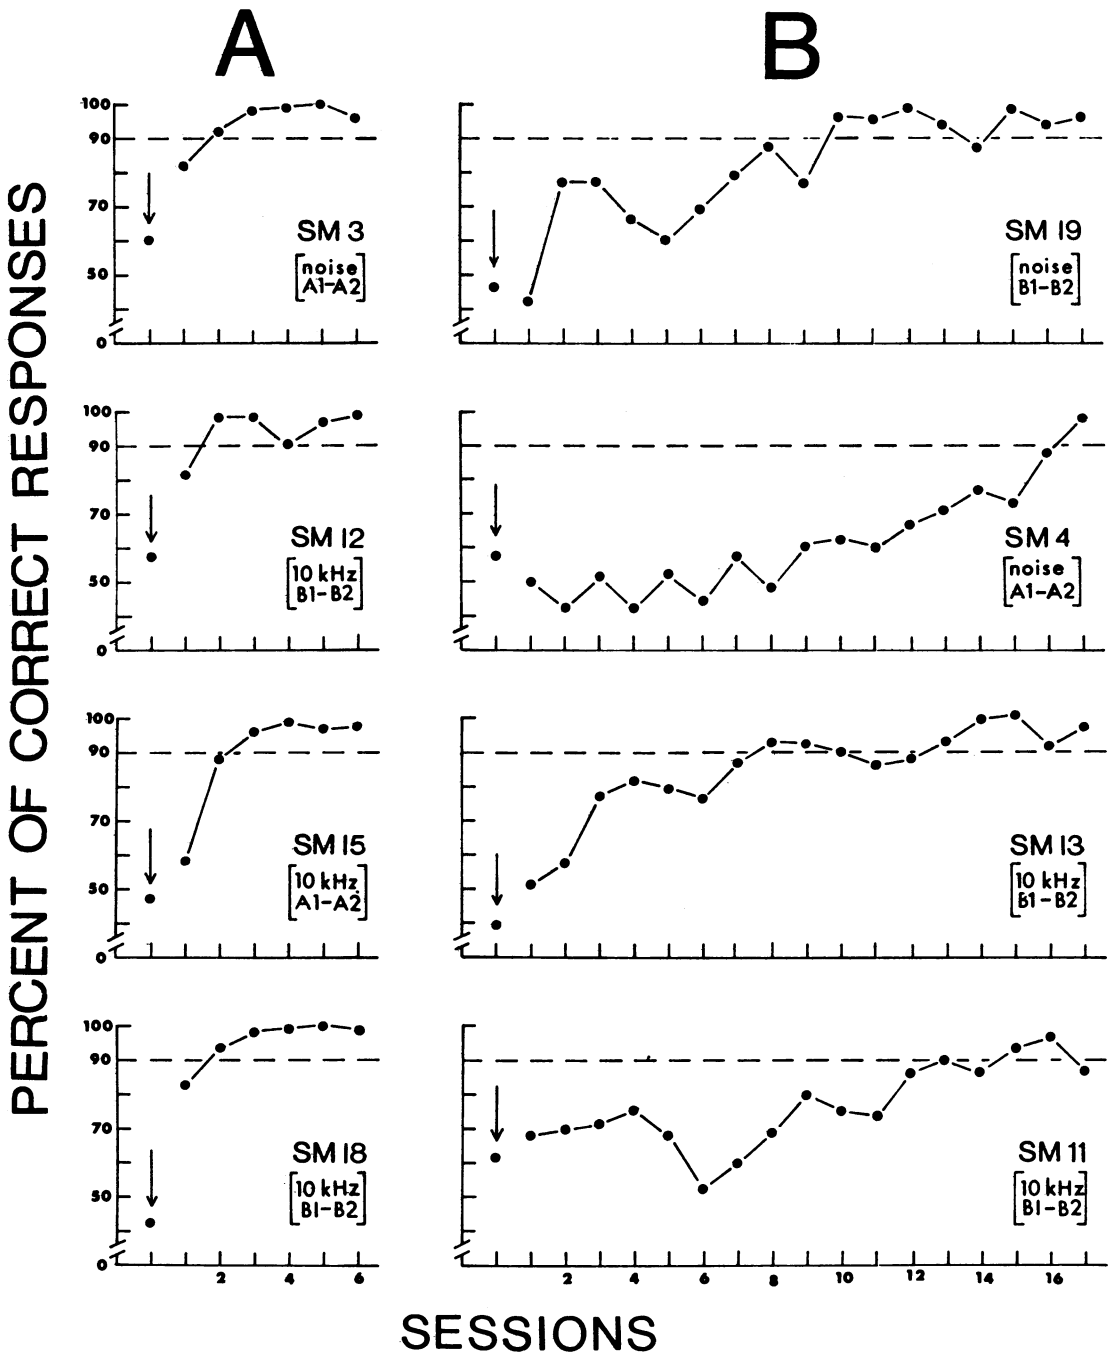 A
B
PERCENT OF CORRECT RESPONSES
100
90
70
50
0
SM 3
[noise
A1-A2]
SM 19
[noise
B1-B2]
100
90
70
50
0
SM 12
[10 kHz
B1-B2]
SM 4
[noise
A1-A2]
100
90
70
50
0
SM 15
[10 kHz
A1-A2]
SM 13
[10 kHz
B1-B2]
100
90
70
50
0
SM 18
[10 kHz
B1-B2]
SM 11
[10 kHz
B1-B2]
2 4 6
2 4 6 8 10 12 14 16
SESSIONS